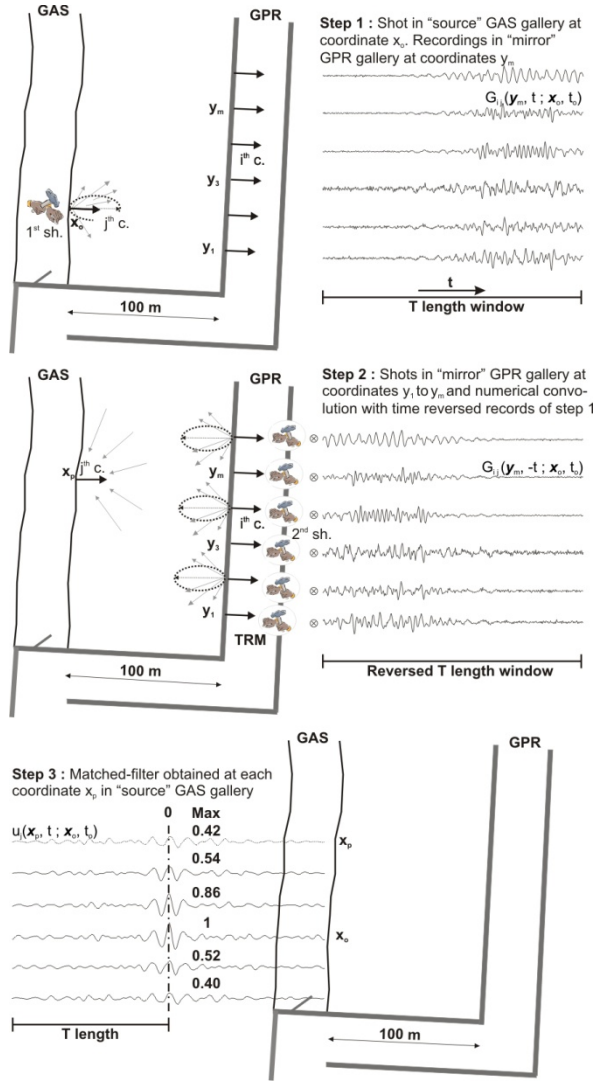 GAS
GPR
Step 1 : Shot in “source” GAS gallery at
coordinate xₒ. Recordings in “mirror”
GPR gallery at coordinates yₘ
Gᵢⱼ(yₘ, t ; xₒ, tₒ)
yₘ
iᵗʰ c.
y₃
jᵗʰ c.
xₒ
1ˢᵗ sh.
y₁
t
T length window
100 m
GAS
GPR
Step 2 : Shots in “mirror” GPR gallery at
coordinates y₁ to yₘ and numerical convo-
lution with time reversed records of step 1
⊗
xₚ
jᵗʰ c.
yₘ
⊗
Gᵢⱼ(yₘ, -t ; xₒ, tₒ)
iᵗʰ c.
⊗
2ⁿᵈ sh.
y₃
⊗
⊗
y₁
⊗
TRM
100 m
Reversed T length window
GAS
GPR
Step 3 : Matched-filter obtained at each
coordinate xₚ in “source” GAS gallery
0
Max
uⱼ(xₚ, t ; xₒ, tₒ)
0.42
xₚ
0.54
0.86
1
xₒ
0.52
0.40
T length
100 m